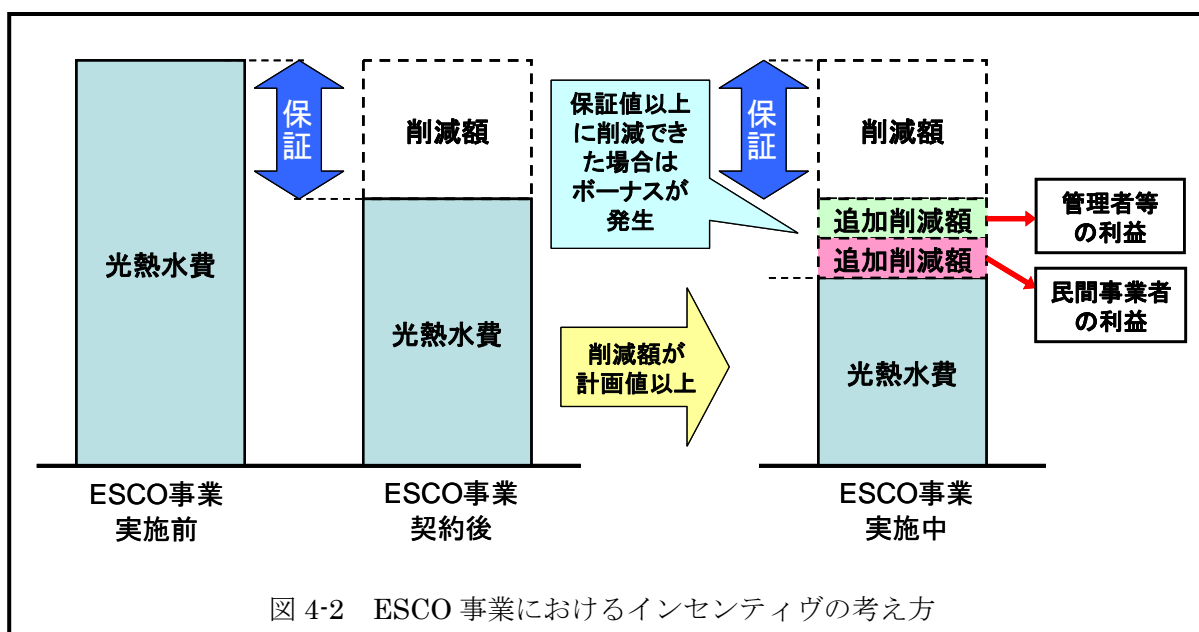 光熱水費
保
証
削減額
光熱水費
保証値以上
に削減でき
た場合は
ボーナスが
発生
削減額が
計画値以上
保
証
削減額
追加削減額
追加削減額
光熱水費
管理者等
の利益
民間事業者
の利益
ESCO事業
実施前
ESCO事業
契約後
ESCO事業
実施中
図 4-2 ESCO 事業におけるインセンティヴの考え方